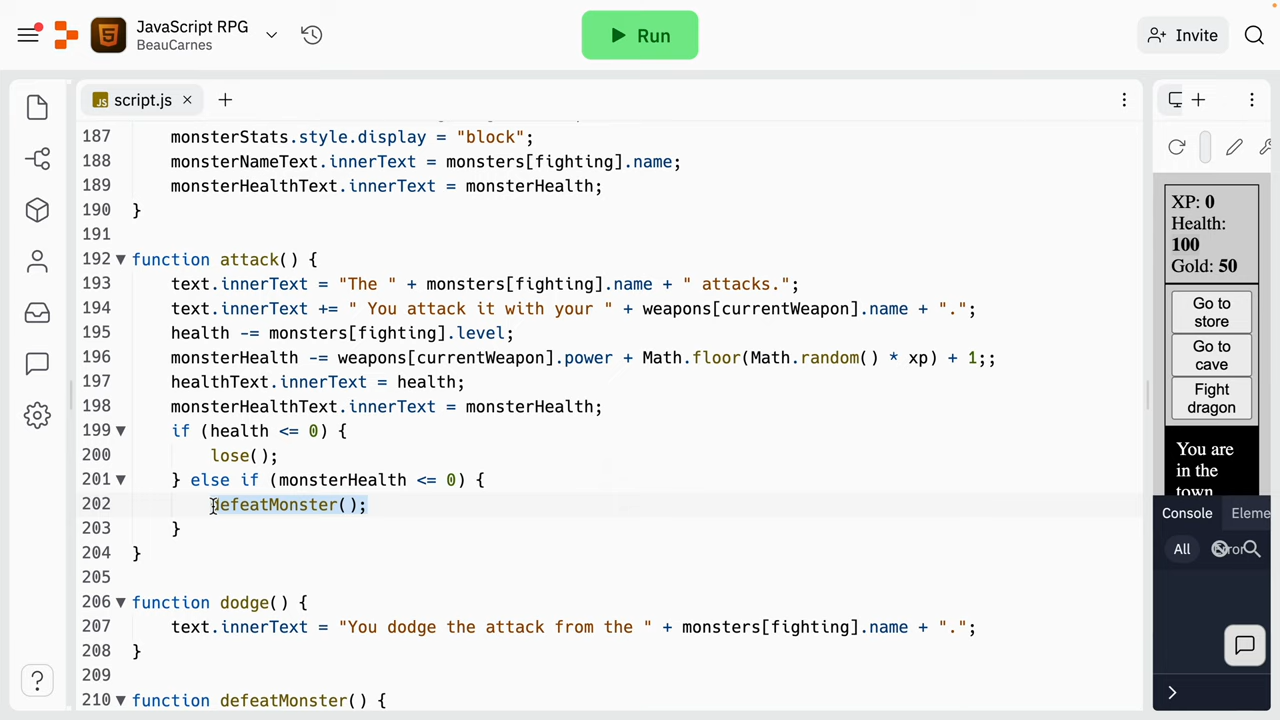 JavaScript RPG
BeauCarnes
Run
Invite
JS script.js
187 monsterStats.style.display = "block";
188 monsterNameText.innerText = monsters[fighting].name;
189 monsterHealthText.innerText = monsterHealth;
190 }
191
192 function attack() {
193 text.innerText = "The " + monsters[fighting].name + " attacks.";
194 text.innerText += " You attack it with your " + weapons[currentWeapon].name + ".";
195 health -= monsters[fighting].level;
196 monsterHealth -= weapons[currentWeapon].power + Math.floor(Math.random() * xp) + 1;;
197 healthText.innerText = health;
198 monsterHealthText.innerText = monsterHealth;
199 if (health <= 0) {
200 lose();
201 } else if (monsterHealth <= 0) {
202 defeatMonster();
203 }
204 }
205
206 function dodge() {
207 text.innerText = "You dodge the attack from the " + monsters[fighting].name + ".";
208 }
209
210 function defeatMonster() {
XP: 0
Health:
100
Gold: 50
Go to
store
Go to
cave
Fight
dragon
You are
in the
town
Console Eleme
All
?